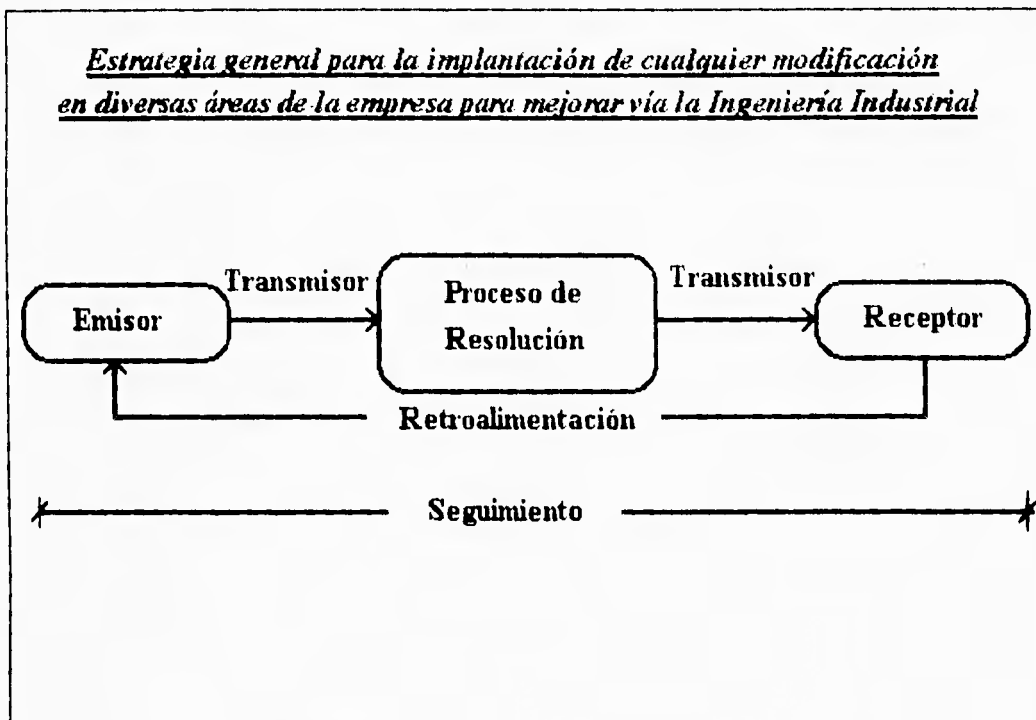 Estrategia general para la implantación de cualquier modificación
en diversas áreas de la empresa para mejorar vía la Ingeniería Industrial
Transmisor
Transmisor
Emisor
Proceso de
Resolución
Receptor
Retroalimentación
Seguimiento